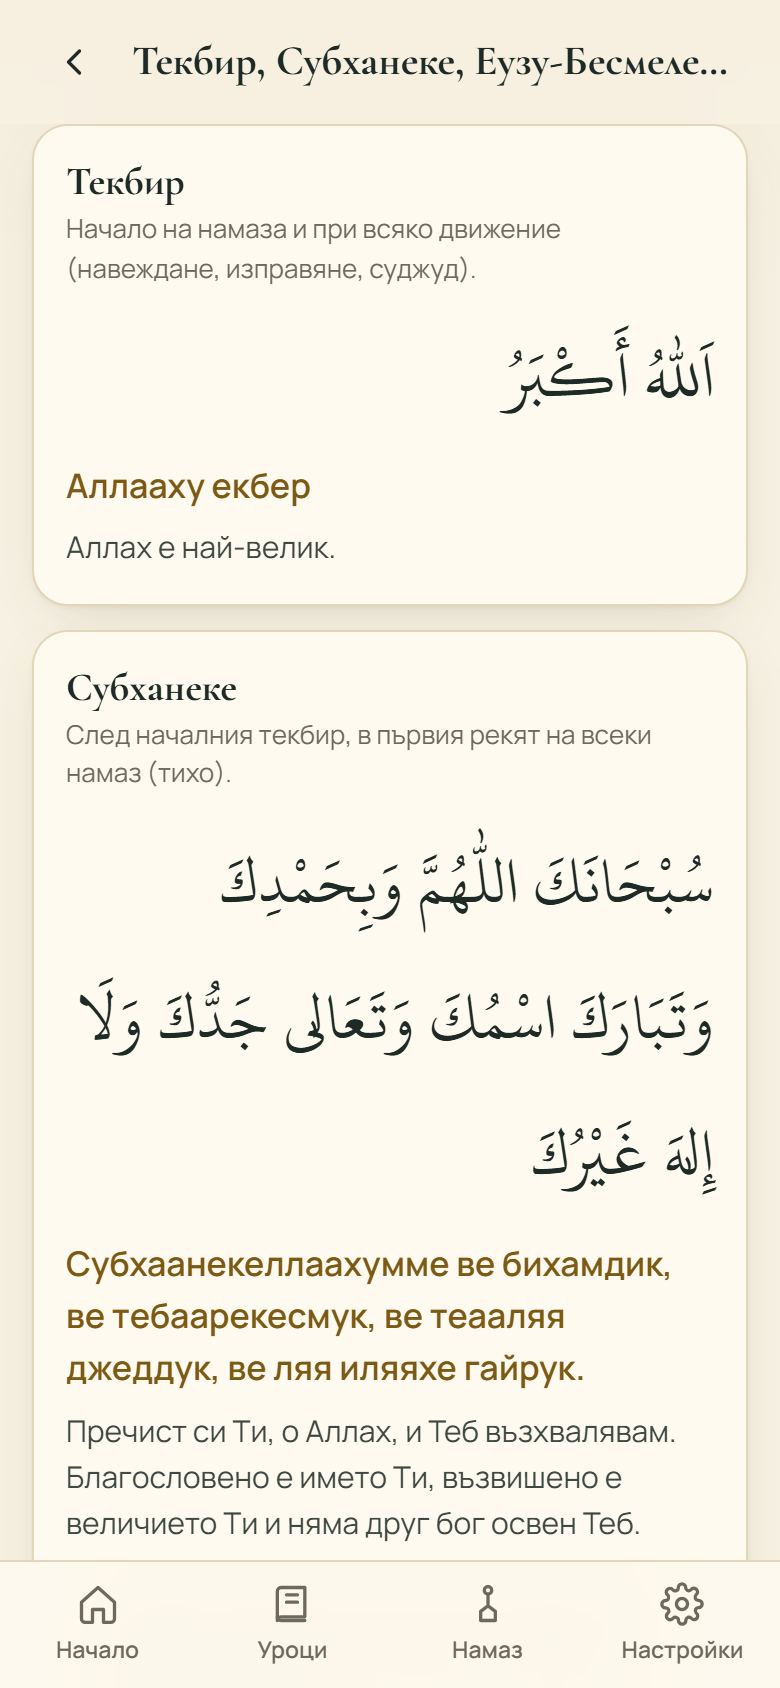 Текбир, Субханеке, Еузу-Бесмеле...
Текбир
Начало на намаза и при всяко движение
(навеждане, изправяне, суджуд).
اَللّٰهُ أَكْبَرُ
Аллааху екбер
Аллах е най-велик.
Субханеке
След началния текбир, в първия рекят на всеки
намаз (тихо).
سُبْحَانَكَ اللّٰهُمَّ وَبِحَمْدِكَ
وَتَبَارَكَ اسْمُكَ وَتَعَالٰى جَدُّكَ وَلَا
إِلٰهَ غَيْرُكَ
Субхаанекеллаахумме ве бихамдик,
ве тебаарекесмук, ве теааляя
джеддук, ве ляя иляяхе гайрук.
Пречист си Ти, о Аллах, и Теб възхвалявам.
Благословено е името Ти, възвишено е
величието Ти и няма друг бог освен Теб.
Начало
Уроци
Намаз
Настройки